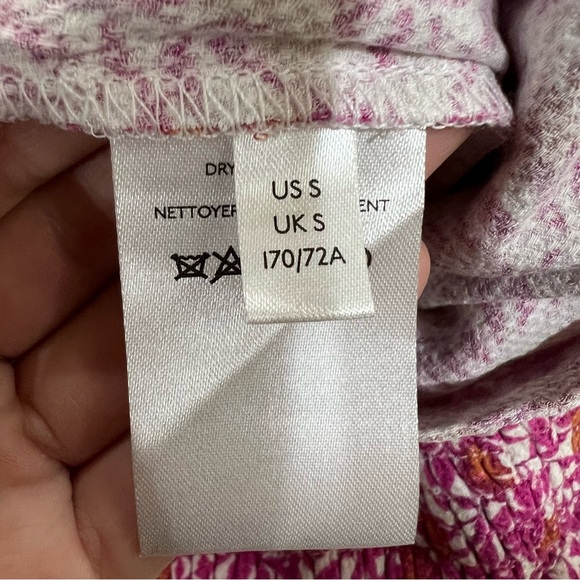 DRY
NETTOYER ENT
US S
UK S
170/72A